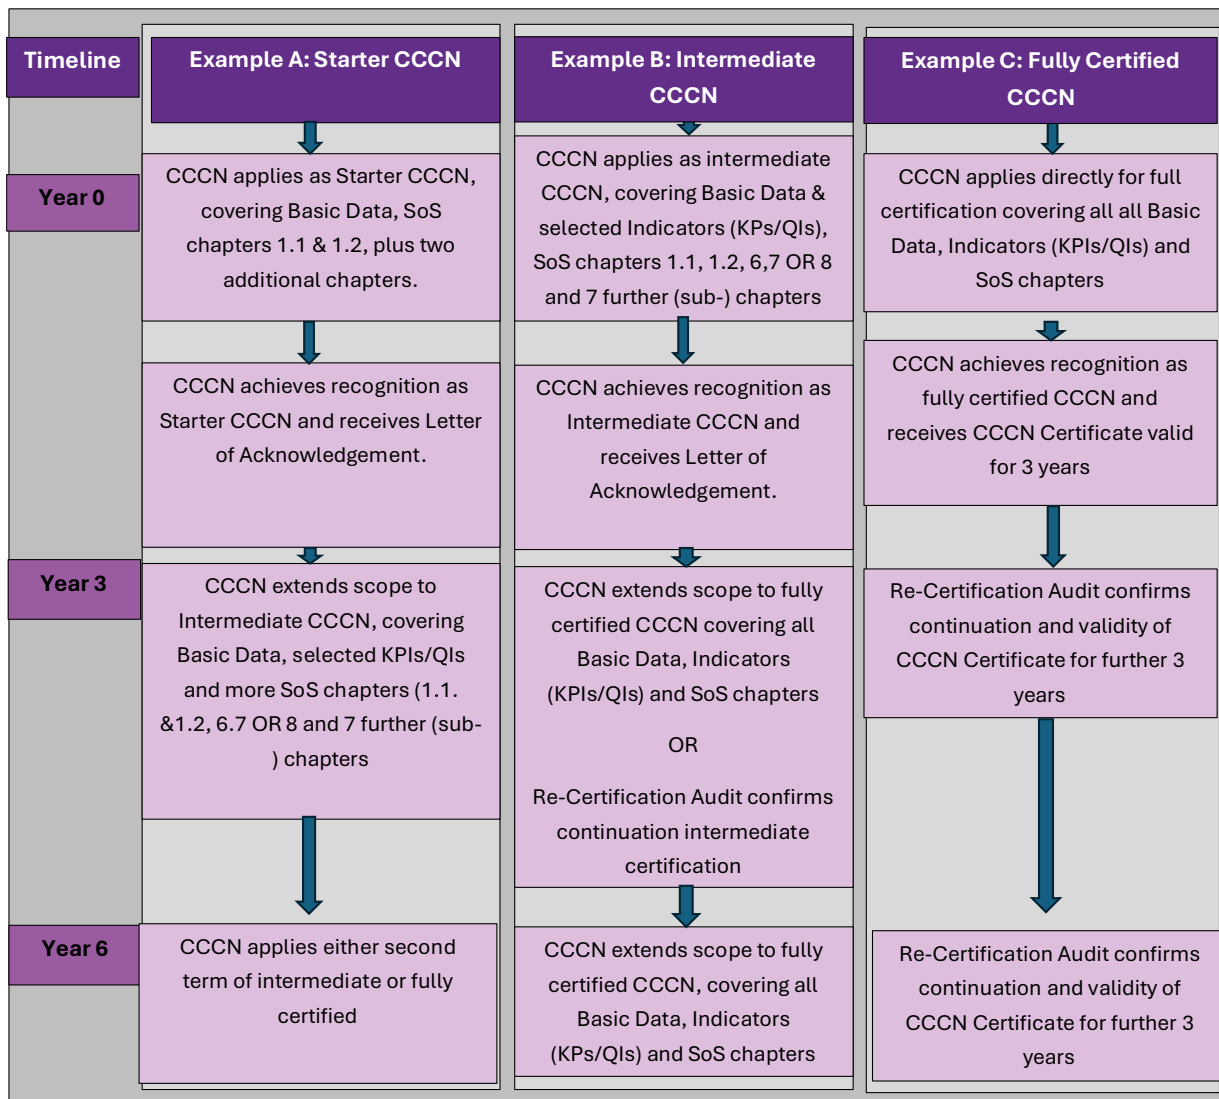 Timeline
Example A: Starter CCCN
Example B: Intermediate
CCCN
Example C: Fully Certified
CCCN
Year 0
CCCN applies as Starter CCCN,
covering Basic Data, SoS
chapters 1.1 & 1.2, plus two
additional chapters.
CCCN applies as intermediate
CCCN, covering Basic Data &
selected Indicators (KPs/QIs),
SoS chapters 1.1, 1.2, 6,7 OR 8
and 7 further (sub-) chapters
CCCN applies directly for full
certification covering all all Basic
Data, Indicators (KPIs/QIs) and
SoS chapters
CCCN achieves recognition as
Starter CCCN and receives Letter
of Acknowledgement.
CCCN achieves recognition as
Intermediate CCCN and
receives Letter of
Acknowledgement.
CCCN achieves recognition as
fully certified CCCN and
receives CCCN Certificate valid
for 3 years
Year 3
CCCN extends scope to
Intermediate CCCN, covering
Basic Data, selected KPIs/QIs
and more SoS chapters (1.1.
&1.2, 6.7 OR 8 and 7 further (sub-
) chapters
CCCN extends scope to fully
certified CCCN covering all
Basic Data, Indicators
(KPIs/QIs) and SoS chapters
OR
Re-Certification Audit confirms
continuation intermediate
certification
Re-Certification Audit confirms
continuation and validity of
CCCN Certificate for further 3
years
Year 6
CCCN applies either second
term of intermediate or fully
certified
CCCN extends scope to fully
certified CCCN, covering all
Basic Data, Indicators
(KPs/QIs) and SoS chapters
Re-Certification Audit confirms
continuation and validity of
CCCN Certificate for further 3
years